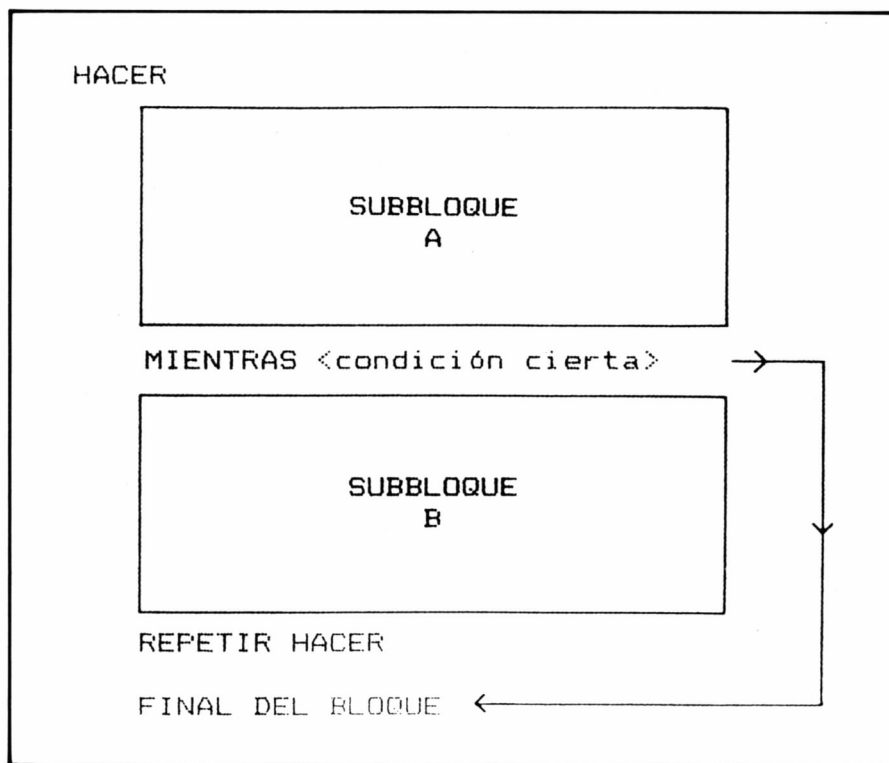 HACER
SUBBLOQUE
A
MIENTRAS <condición cierta>
SUBBLOQUE
B
REPETIR HACER
FINAL DEL BLOQUE